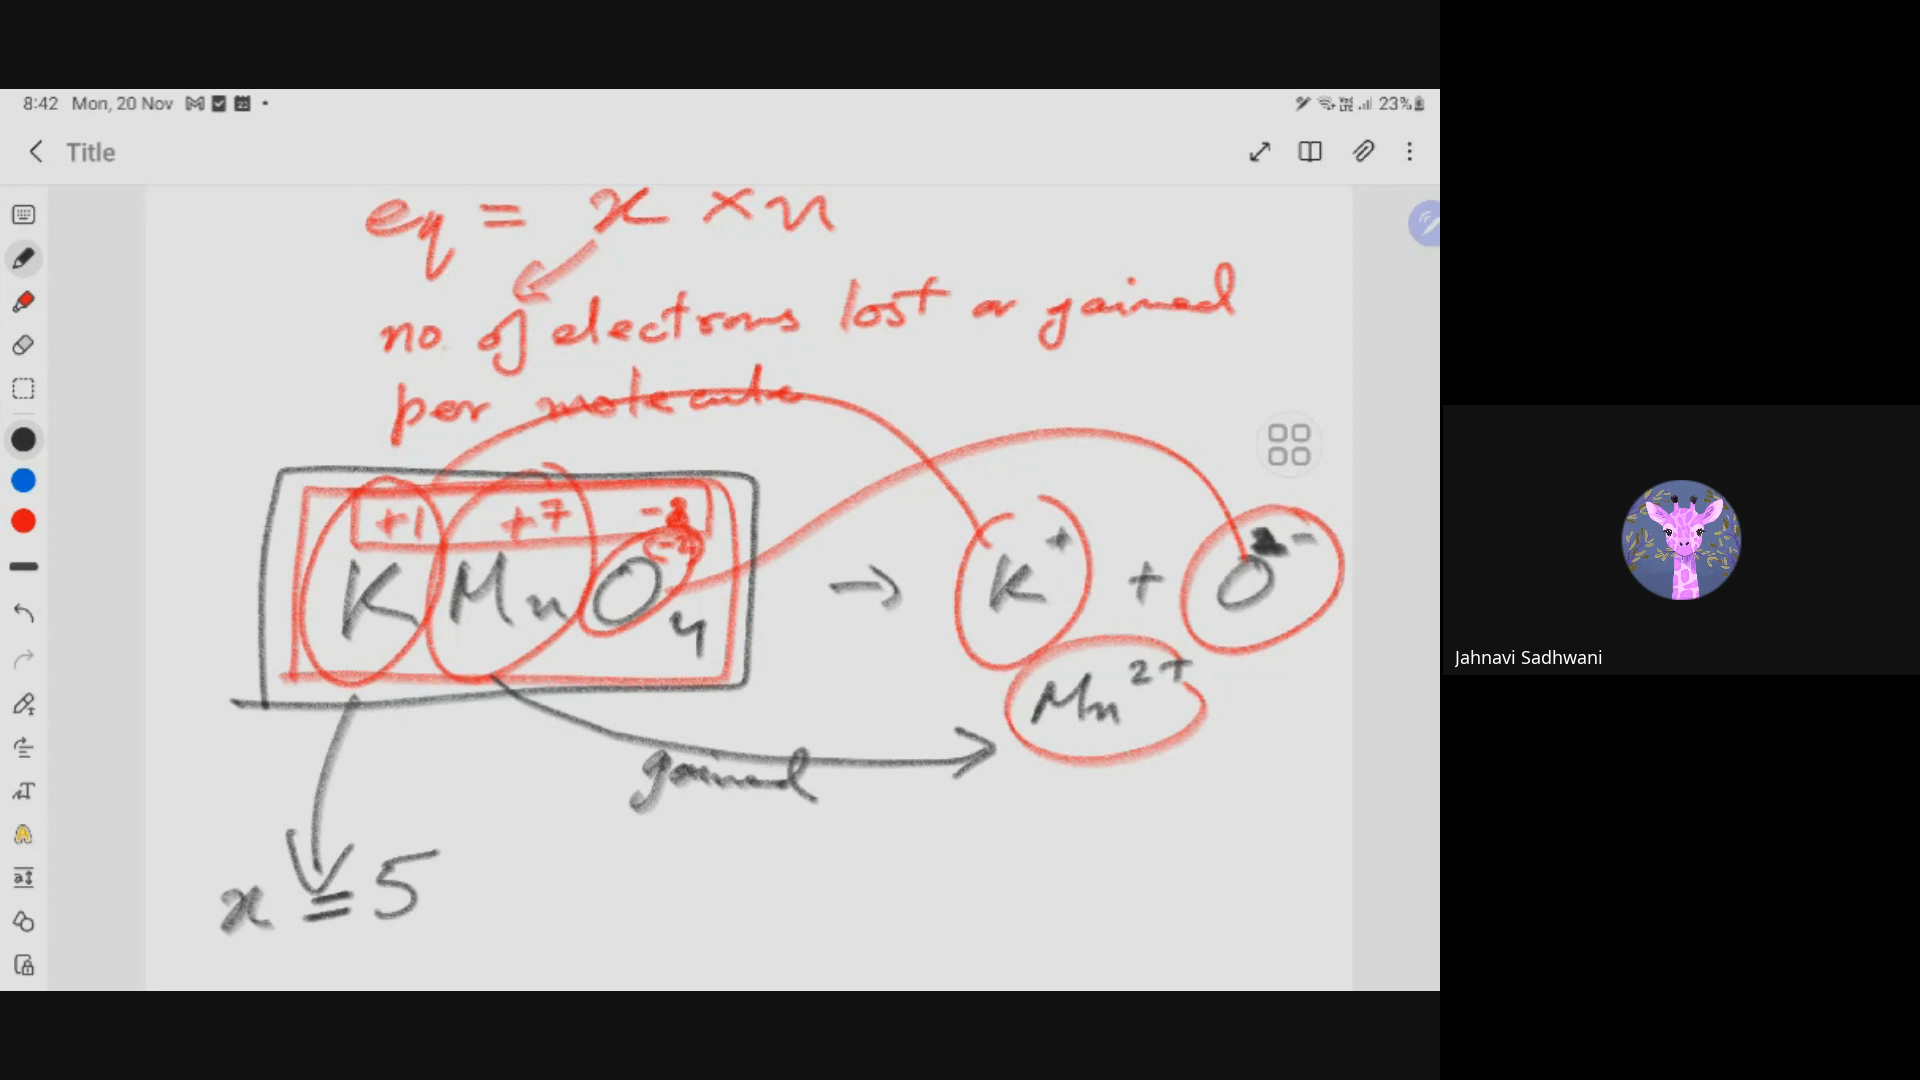 8:42 Mon, 20 Nov
23%
Title
eq = x × n
no. of electrons lost or gained
per molecule
+1 +7
KMnO4 → K+ + O2-
Mn2+
gained
x = 5
Jahnavi Sadhwani